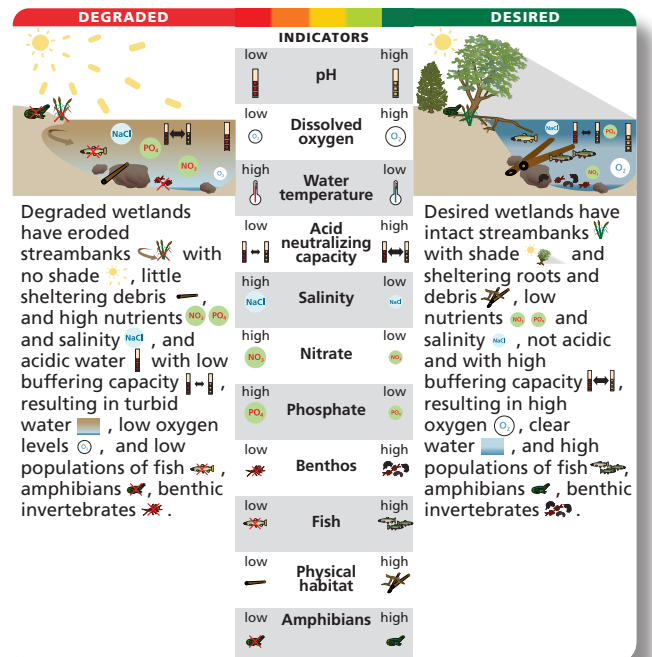 DEGRADED
DESIRED
INDICATORS
low
pH
high
low
Dissolved
oxygen
high
O₂
O₂
high
Water
temperature
low
low
Acid
neutralizing
capacity
high
high
Salinity
low
NaCl
NaCl
high
Nitrate
low
NO₃
NO₃
high
Phosphate
low
PO₄
PO₄
low
Benthos
high
low
Fish
high
low
Physical
habitat
high
low
Amphibians
high
NaCl
PO₄
NO₃
O₂
Degraded wetlands
have eroded
streambanks with
no shade , little
sheltering debris ,
and high nutrients NO₃ PO₄
and salinity NaCl , and
acidic water with low
buffering capacity ,
resulting in turbid
water , low oxygen
levels O₂ , and low
populations of fish ,
amphibians , benthic
invertebrates .
NaCl
PO₄
NO₃
O₂
Desired wetlands have
intact streambanks
with shade and
sheltering roots and
debris , low
nutrients NO₃ PO₄ and
salinity NaCl , not acidic
and with high
buffering capacity ,
resulting in high
oxygen O₂ , clear
water , and high
populations of fish ,
amphibians , benthic
invertebrates .